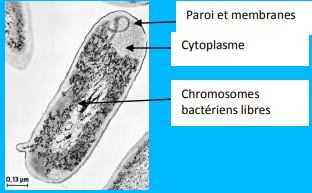 Paroi et membranes
Cytoplasme
Chromosomes
bactériens libres
0,13 µm